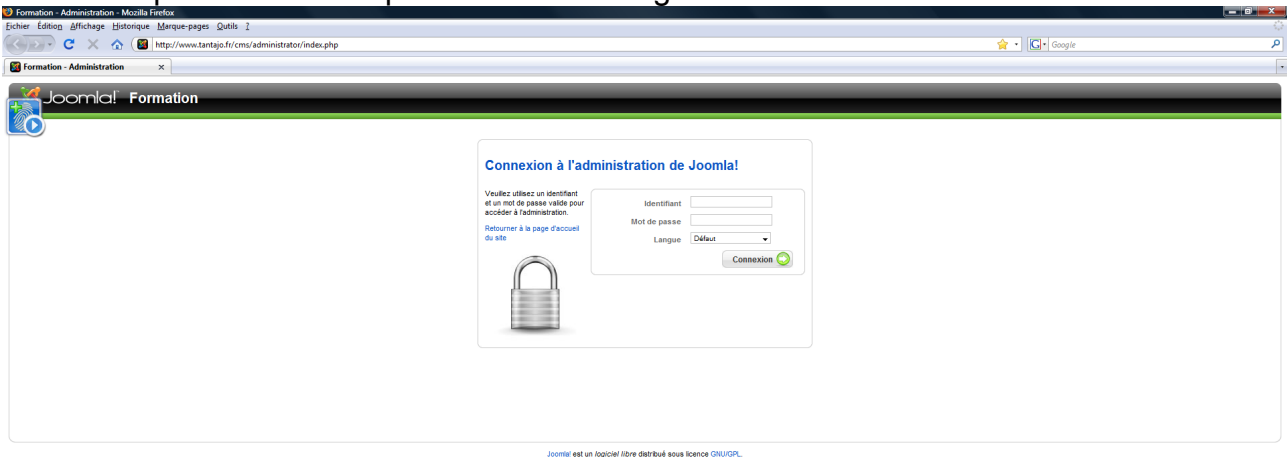 Formation - Administration - Mozilla Firefox
Fichier Édition Affichage Historique Marque-pages Outils ?
http://www.tantajo.fr/cms/administrator/index.php
G Google
Formation - Administration
Joomla! Formation
Connexion à l'administration de Joomla!
Veuillez utilisez un identifiant
et un mot de passe valide pour
accéder à l'administration.
Retourner à la page d'accueil
du site
Identifiant
Mot de passe
Langue Défaut
Connexion
Joomla! est un logiciel libre distribué sous licence GNU/GPL.